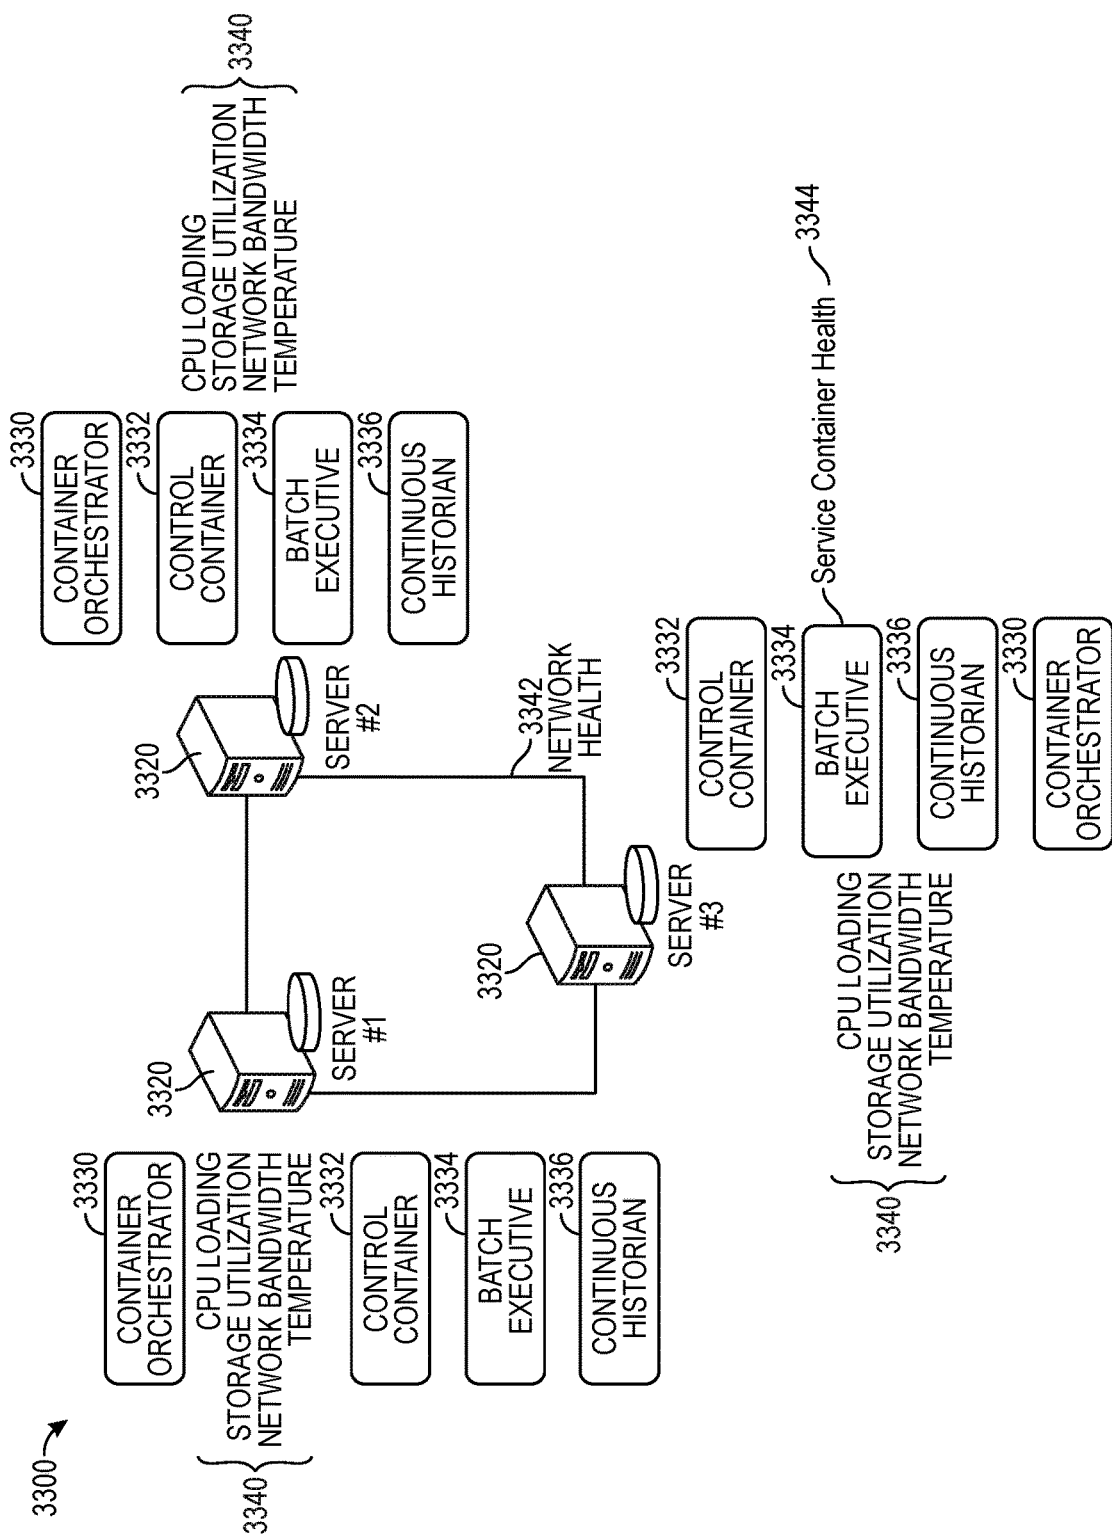 3300
3330
CONTAINER
ORCHESTRATOR
3340
CPU LOADING
STORAGE UTILIZATION
NETWORK BANDWIDTH
TEMPERATURE
3332
CONTROL
CONTAINER
3334
BATCH
EXECUTIVE
3336
CONTINUOUS
HISTORIAN
3320
SERVER
#1
3320
SERVER
#2
3320
SERVER
#3
3342
NETWORK
HEALTH
3330
CONTAINER
ORCHESTRATOR
3332
CONTROL
CONTAINER
3334
BATCH
EXECUTIVE
3336
CONTINUOUS
HISTORIAN
CPU LOADING
STORAGE UTILIZATION
NETWORK BANDWIDTH
TEMPERATURE
3340
3340
CPU LOADING
STORAGE UTILIZATION
NETWORK BANDWIDTH
TEMPERATURE
3332
CONTROL
CONTAINER
3334
BATCH
EXECUTIVE
Service Container Health
3344
3336
CONTINUOUS
HISTORIAN
3330
CONTAINER
ORCHESTRATOR